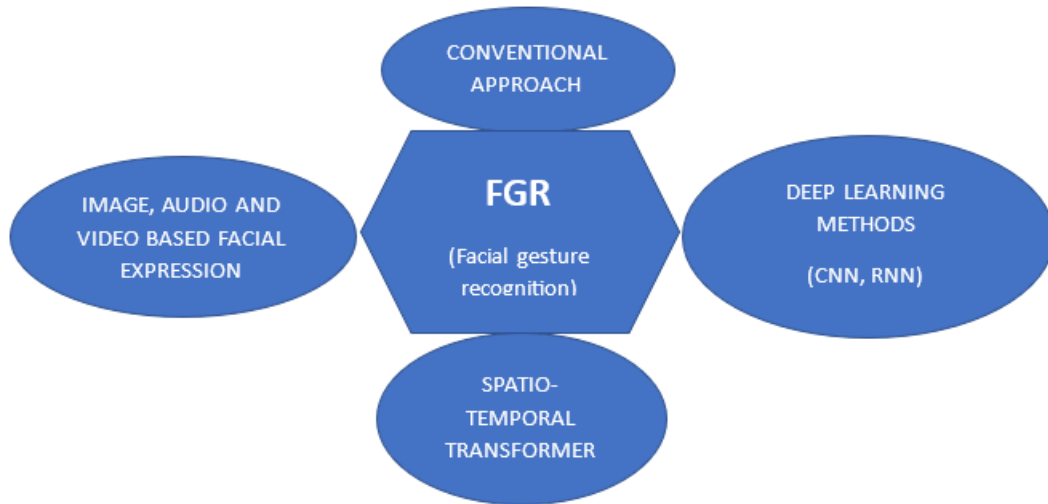 CONVENTIONAL
APPROACH
IMAGE, AUDIO AND
VIDEO BASED FACIAL
EXPRESSION
FGR
(Facial gesture
recognition)
DEEP LEARNING
METHODS
(CNN, RNN)
SPATIO-
TEMPORAL
TRANSFORMER